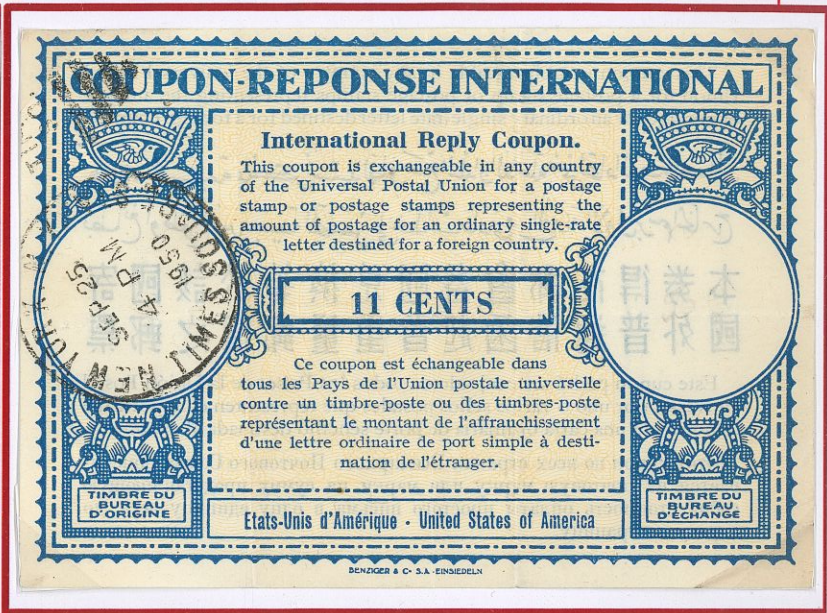 COUPON-REPONSE INTERNATIONAL
International Reply Coupon.
This coupon is exchangeable in any country
of the Universal Postal Union for a postage
stamp or postage stamps representing the
amount of postage for an ordinary single-rate
letter destined for a foreign country.
11 CENTS
Ce coupon est échangeable dans
tous les Pays de l'Union postale universelle
contre un timbre-poste ou des timbres-poste
représentant le montant de l'affranchissement
d'une lettre ordinaire de port simple à desti-
nation de l'étranger.
NEW YORK
TIMES SQUARE
SEP 25
4 PM
1950
TIMBRE DU
BUREAU
D'ORIGINE
TIMBRE DU
BUREAU
D'ÉCHANGE
Etats-Unis d'Amérique - United States of America
BENZIGER & Co S.A. -EINSIEDELN